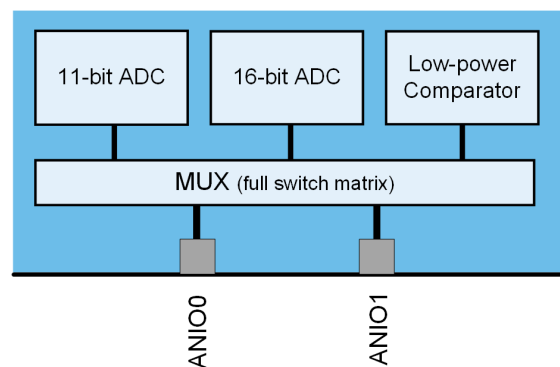 11-bit ADC
16-bit ADC
Low-power
Comparator
MUX (full switch matrix)
ANIO0
ANIO1